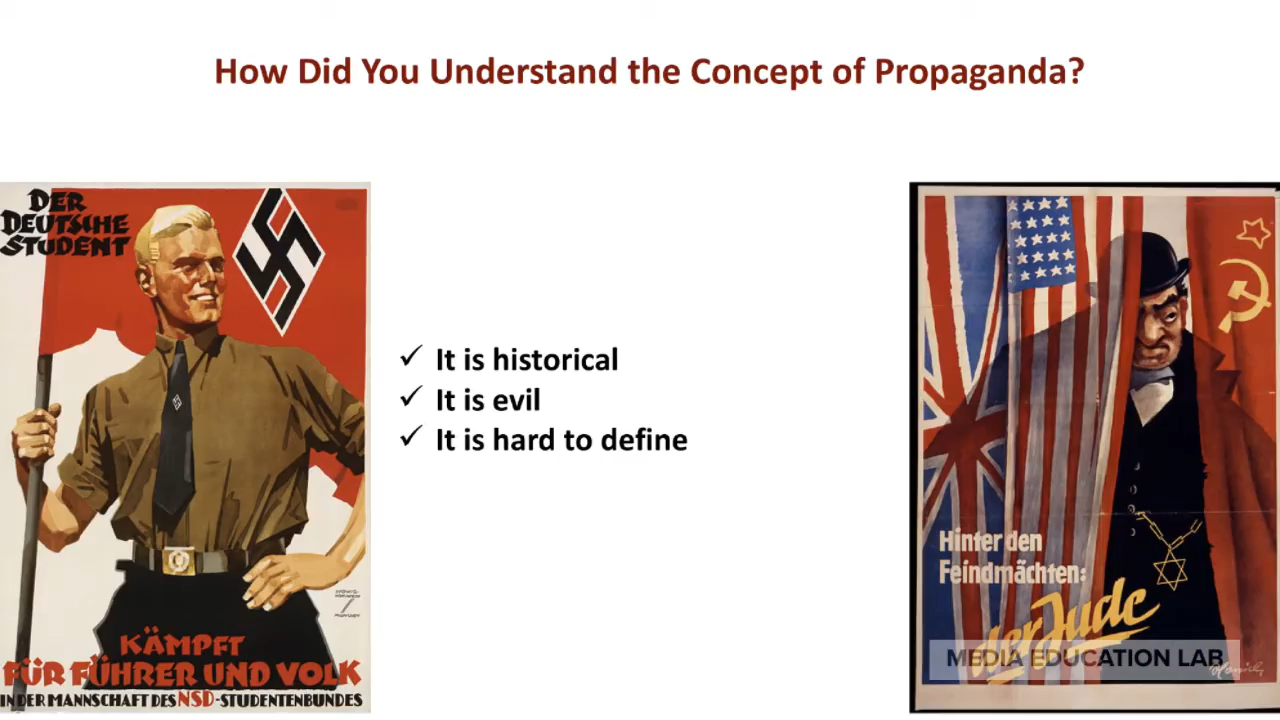 How Did You Understand the Concept of Propaganda?
DER
DEUTSCHE
STUDENT
KÄMPFT
FÜR FÜHRER UND VOLK
IN DER MANNSCHAFT DES NSD-STUDENTENBUNDES
✓ It is historical
✓ It is evil
✓ It is hard to define
Hinter den
Feindmächten:
der Jude
MEDIA EDUCATION LAB